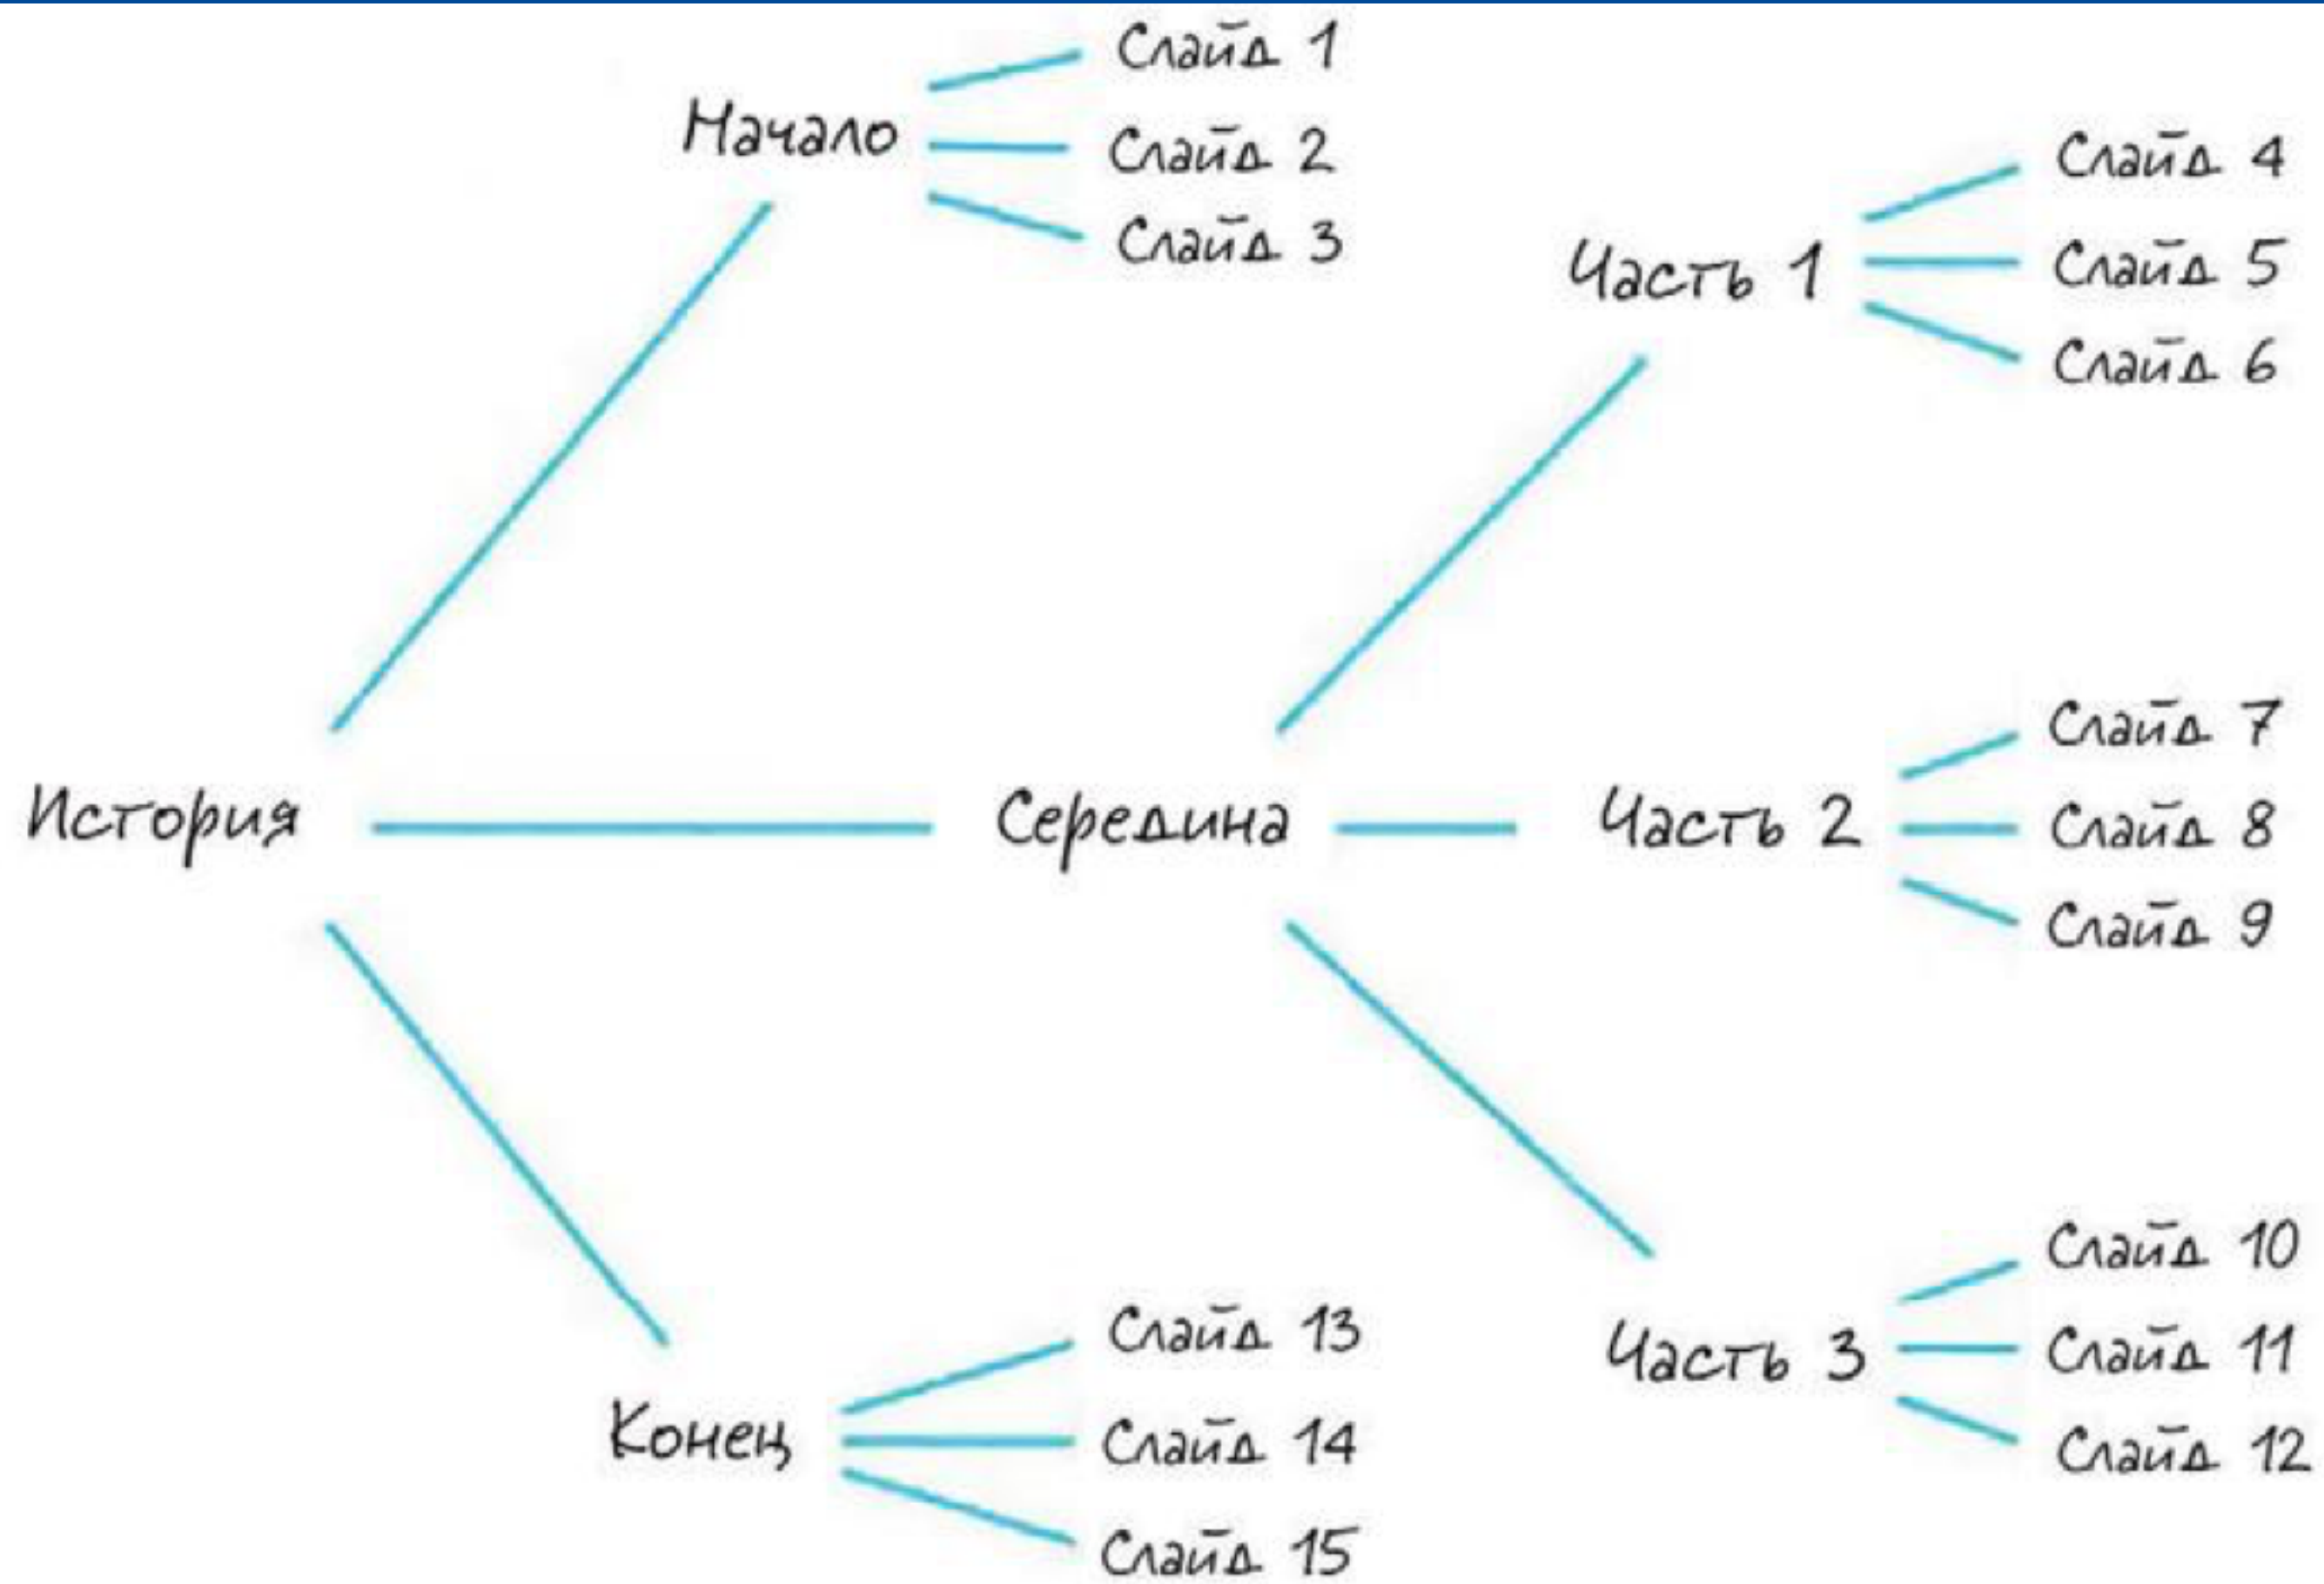 История
Начало
Слайд 1
Слайд 2
Слайд 3
Середина
Часть 1
Слайд 4
Слайд 5
Слайд 6
Часть 2
Слайд 7
Слайд 8
Слайд 9
Часть 3
Слайд 10
Слайд 11
Слайд 12
Конец
Слайд 13
Слайд 14
Слайд 15